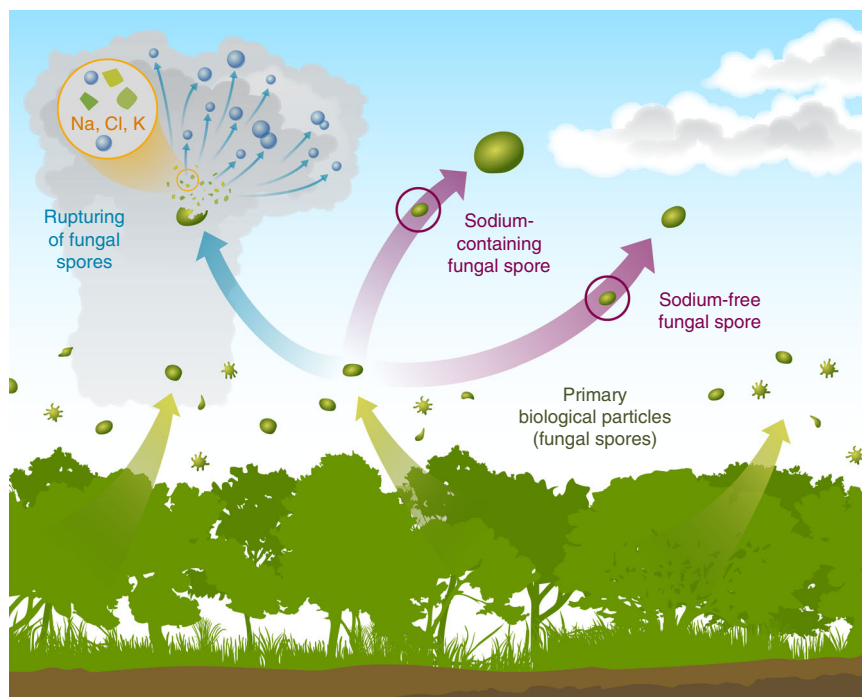 Na, Cl, K
Rupturing
of fungal
spores
Sodium-
containing
fungal spore
Sodium-free
fungal spore
Primary
biological particles
(fungal spores)